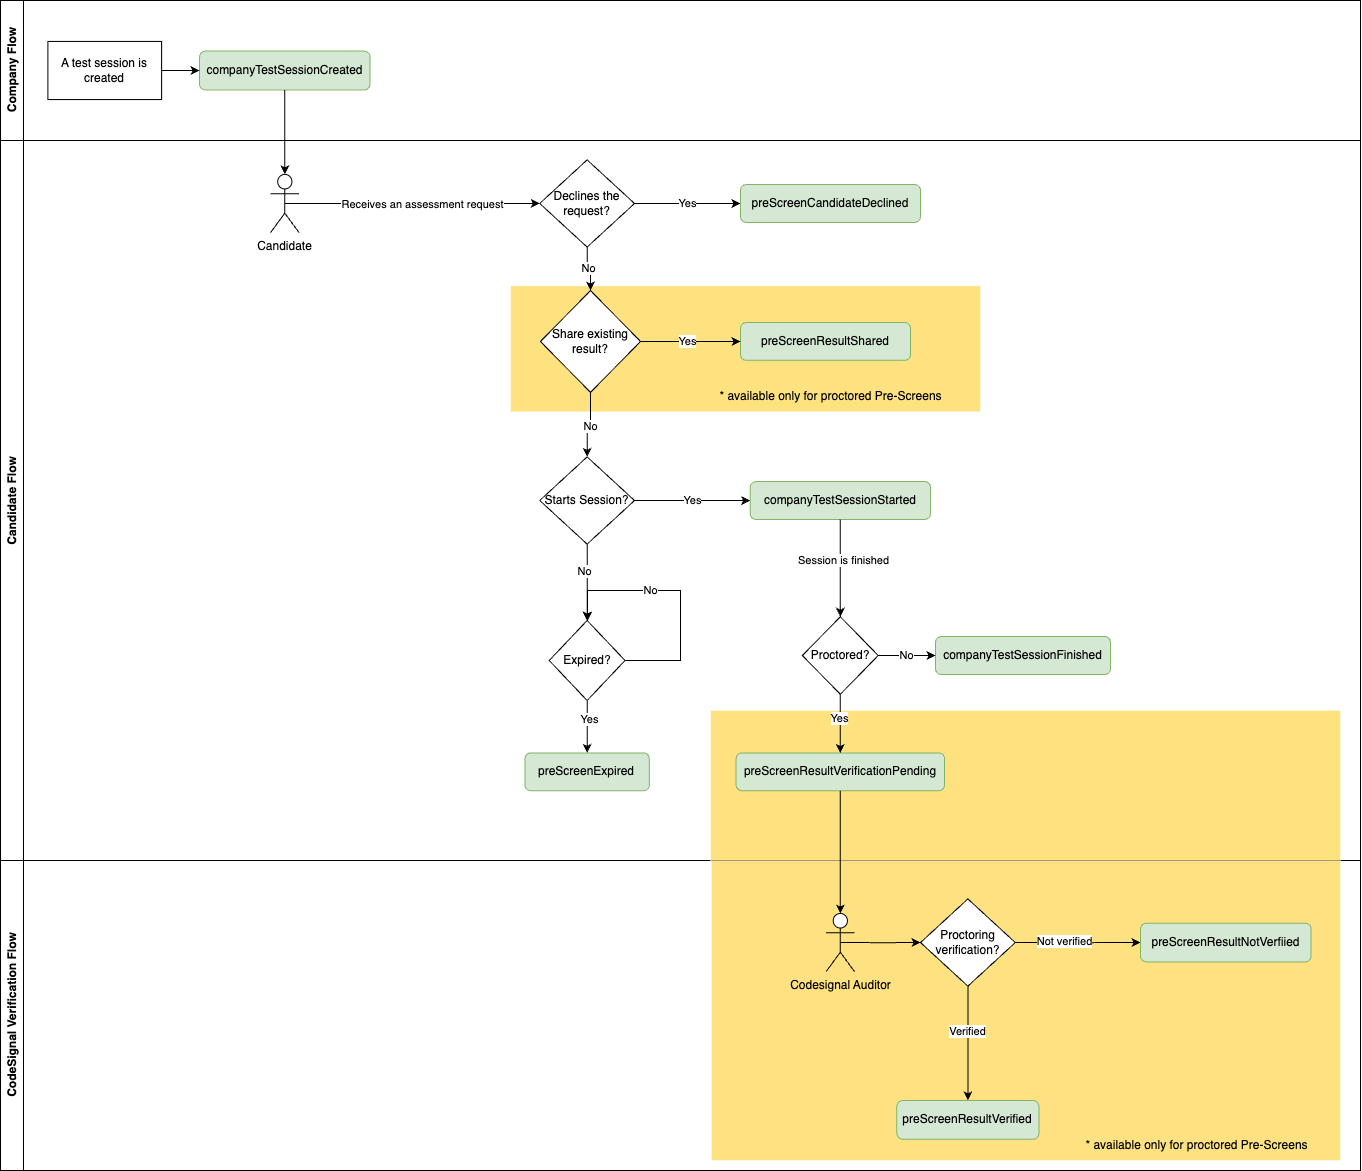 Company Flow
A test session is
created
companyTestSessionCreated
Candidate Flow
Candidate
Receives an assessment request
Declines the
request?
Yes
preScreenCandidateDeclined
No
Share existing
result?
Yes
preScreenResultShared
* available only for proctored Pre-Screens
No
Starts Session?
Yes
companyTestSessionStarted
Session is finished
No
No
Expired?
Yes
preScreenExpired
Proctored?
No
companyTestSessionFinished
Yes
preScreenResultVerificationPending
CodeSignal Verification Flow
Codesignal Auditor
Proctoring
verification?
Not verified
preScreenResultNotVerfiied
Verified
preScreenResultVerified
* available only for proctored Pre-Screens